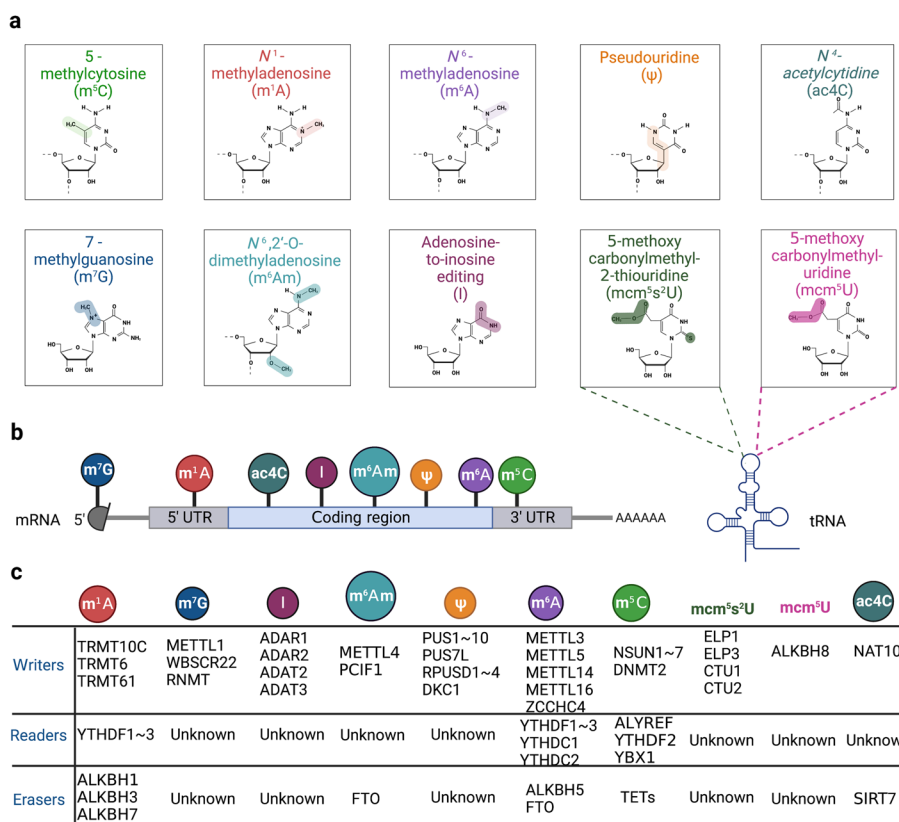 a
5 -
methylcytosine
(m⁵C)
N¹-
methyladenosine
(m¹A)
N⁶-
methyladenosine
(m⁶A)
Pseudouridine
(ψ)
N⁴-
acetylcytidine
(ac4C)
7 -
methylguanosine
(m⁷G)
N⁶,2’-O-
dimethyladenosine
(m⁶Am)
Adenosine-
to-inosine
editing
(I)
5-methoxy
carbonylmethyl-
2-thiouridine
(mcm⁵s²U)
5-methoxy
carbonylmethyl-
uridine
(mcm⁵U)
b
m⁷G m¹A ac4C I m⁶Am ψ m⁶A m⁵C
mRNA 5' 5' UTR Coding region 3' UTR AAAAAA tRNA
c
m¹A m⁷G I m⁶Am ψ m⁶A m⁵C mcm⁵s²U mcm⁵U ac4C
Writers
TRMT10C
TRMT6
TRMT61
METTL1
WBSCR22
RNMT
ADAR1
ADAR2
ADAT2
ADAT3
METTL4
PCIF1
PUS1~10
PUS7L
RPUSD1~4
DKC1
METTL3
METTL5
METTL14
METTL16
ZCCHC4
NSUN1~7
DNMT2
ELP1
ELP3
CTU1
CTU2
ALKBH8
NAT10
Readers
YTHDF1~3
Unknown
Unknown
Unknown
Unknown
YTHDF1~3
YTHDC1
YTHDC2
ALYREF
YTHDF2
YBX1
Unknown
Unknown
Unknow
Erasers
ALKBH1
ALKBH3
ALKBH7
Unknown
Unknown
FTO
Unknown
ALKBH5
FTO
TETs
Unknown
Unknown
SIRT7